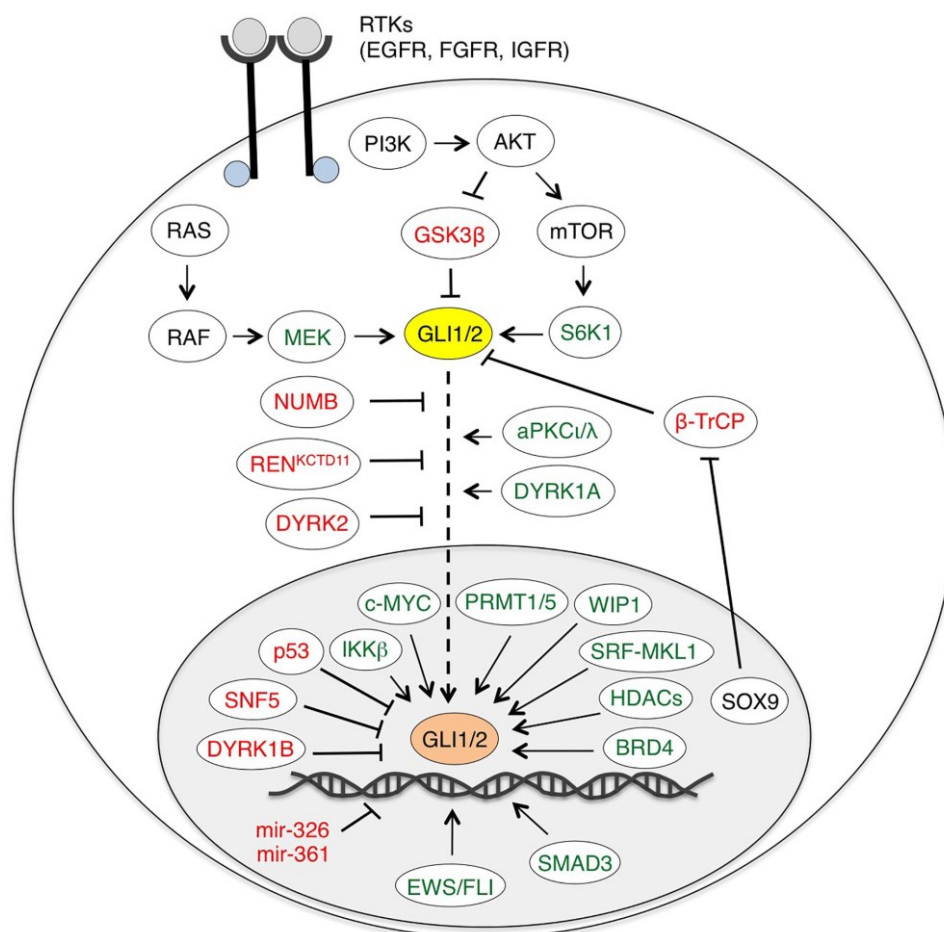 RTKs
(EGFR, FGFR, IGFR)
PI3K
AKT
RAS
GSK3β
mTOR
RAF
MEK
GLI1/2
S6K1
NUMB
aPKCι/λ
β-TrCP
REN^KCTD11
DYRK1A
DYRK2
c-MYC
PRMT1/5
WIP1
p53
IKKβ
SRF-MKL1
SNF5
HDACs
SOX9
DYRK1B
GLI1/2
BRD4
mir-326
mir-361
SMAD3
EWS/FLI